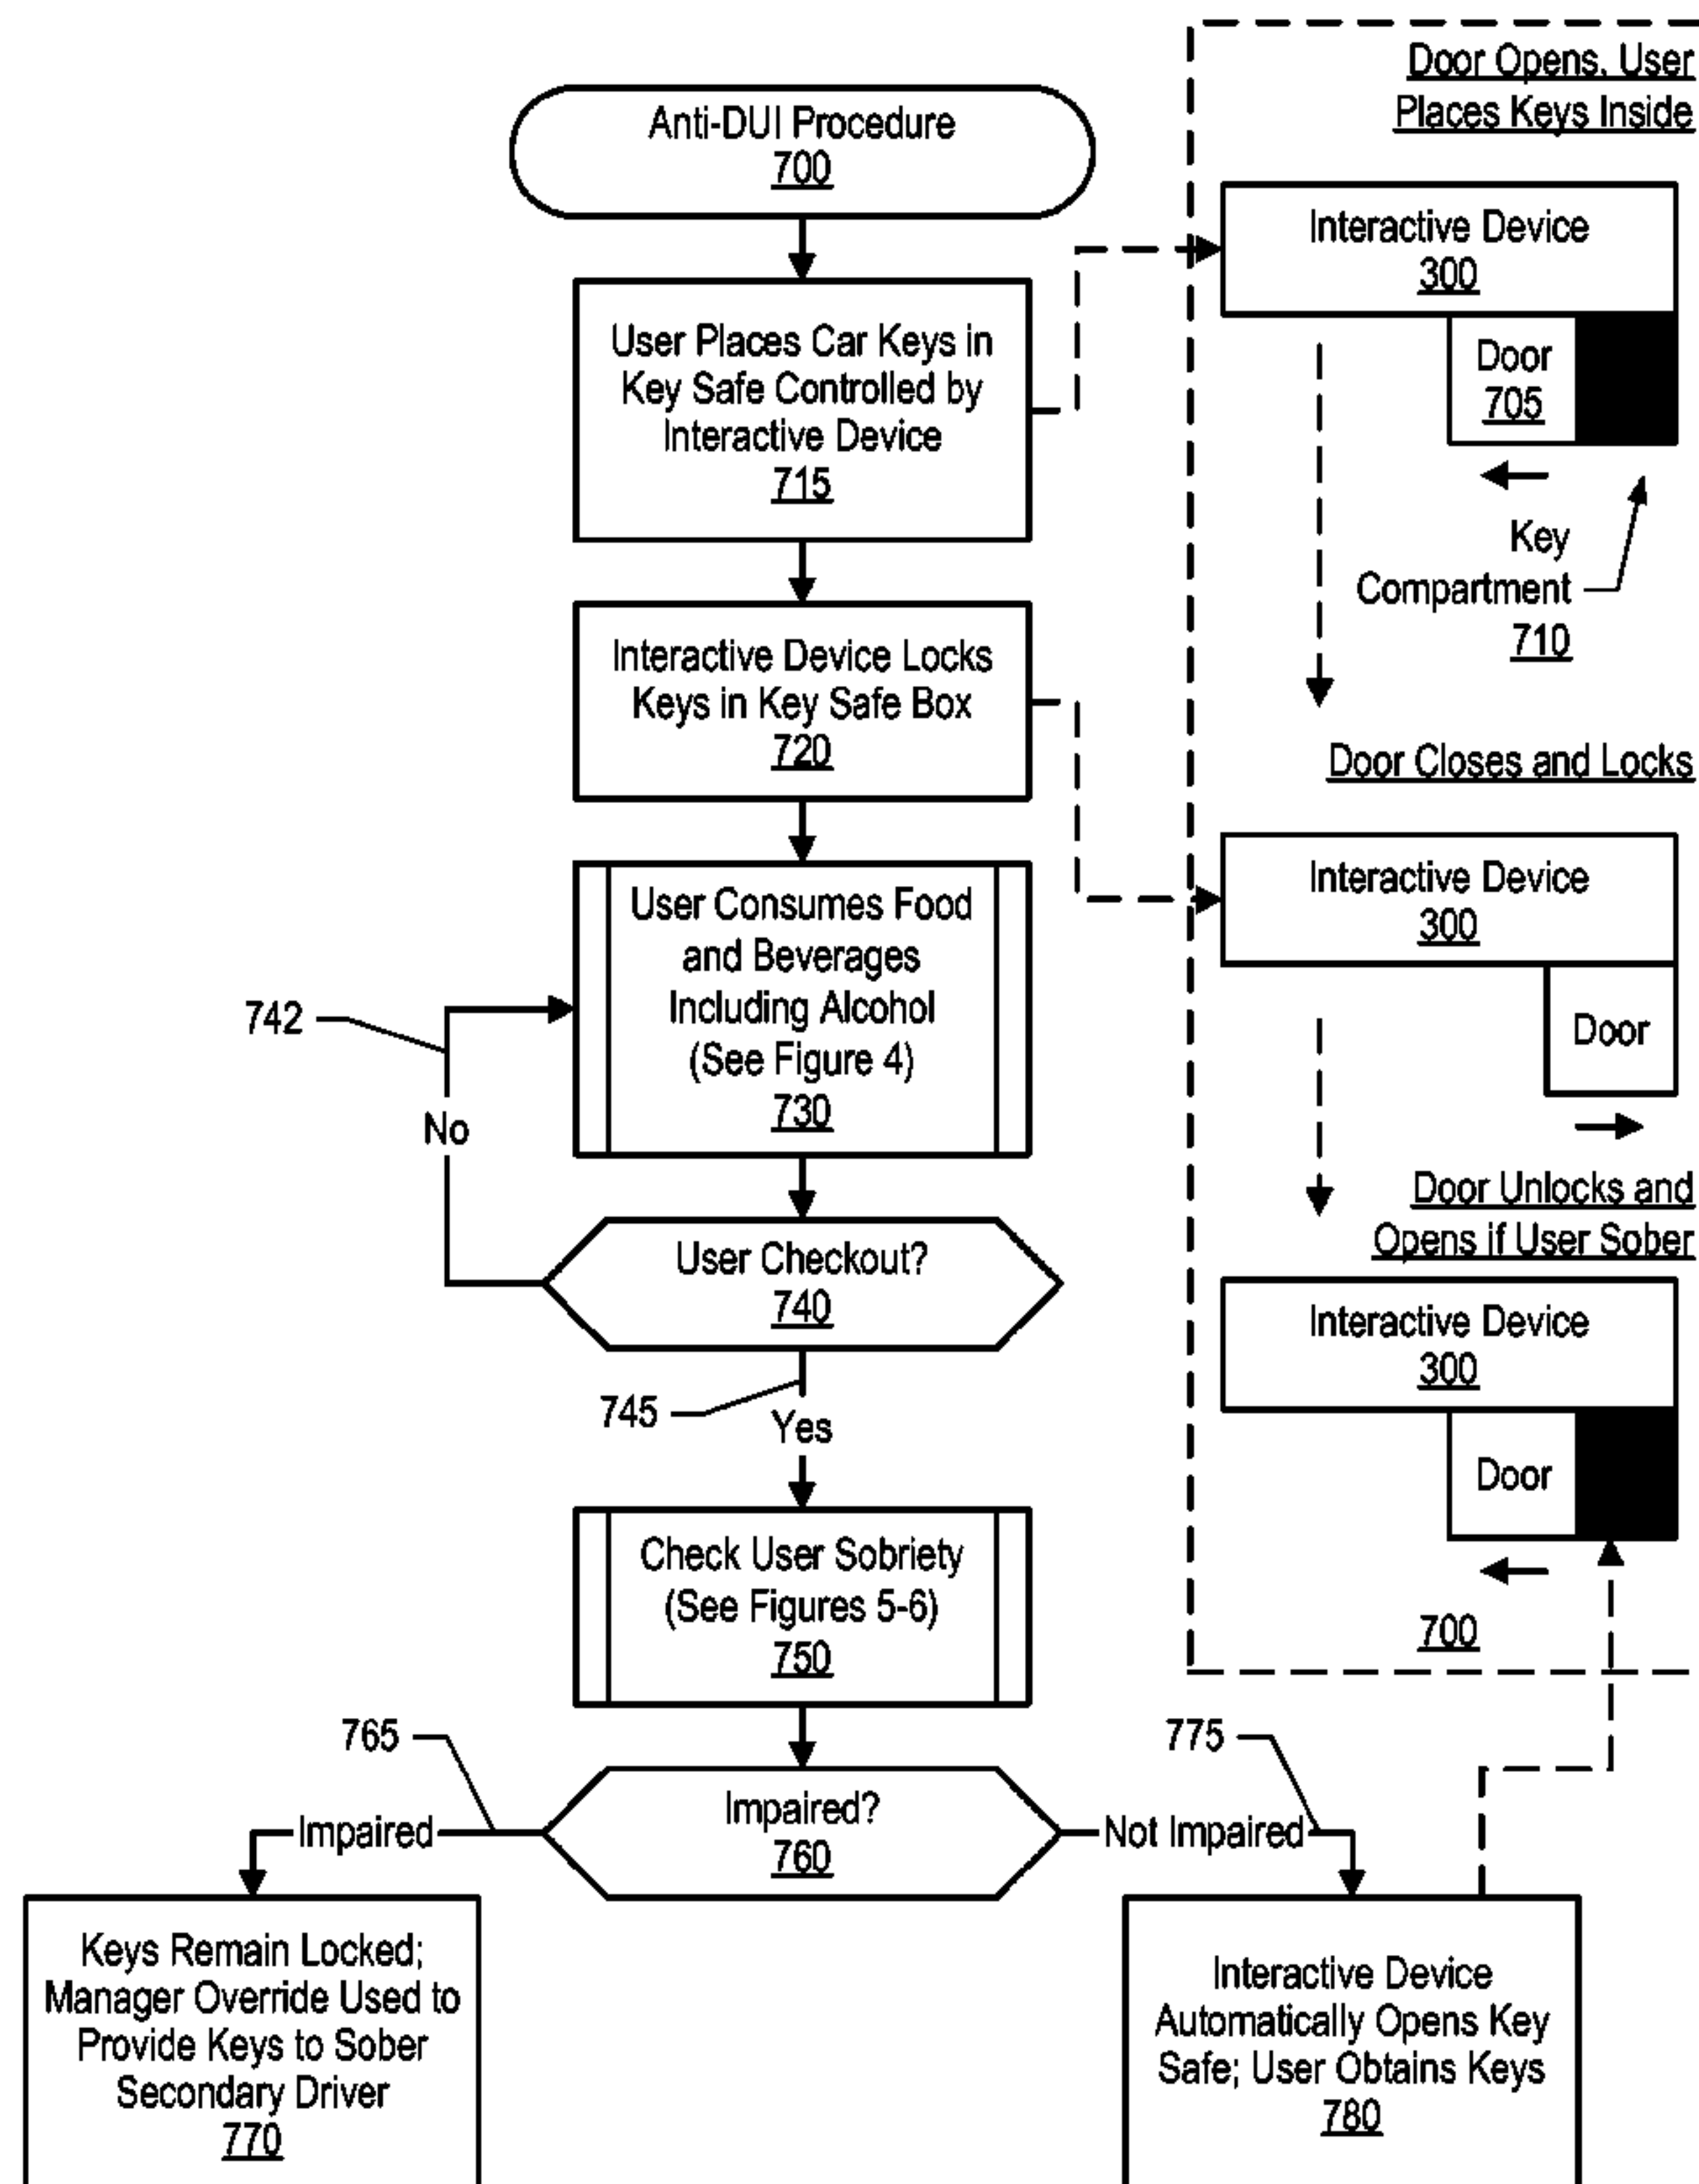 Anti-DUI Procedure
700
User Places Car Keys in
Key Safe Controlled by
Interactive Device
715
Interactive Device Locks
Keys in Key Safe Box
720
User Consumes Food
and Beverages
Including Alcohol
(See Figure 4)
730
742
No
User Checkout?
740
745
Yes
Check User Sobriety
(See Figures 5-6)
750
765
775
Impaired?
760
Impaired
Not Impaired
Keys Remain Locked;
Manager Override Used to
Provide Keys to Sober
Secondary Driver
770
Interactive Device
Automatically Opens Key
Safe; User Obtains Keys
780
Door Opens, User
Places Keys Inside
Interactive Device
300
Door
705
Key
Compartment
710
Door Closes and Locks
Interactive Device
300
Door
Door Unlocks and
Opens if User Sober
Interactive Device
300
Door
700